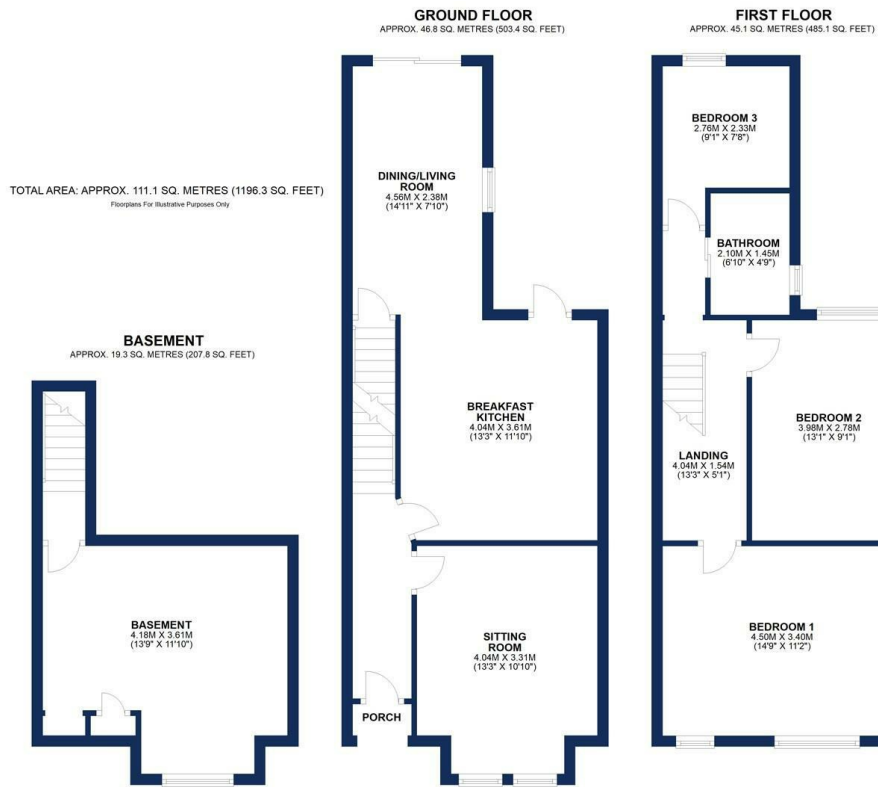 GROUND FLOOR
APPROX. 46.8 SQ. METRES (503.4 SQ. FEET)
FIRST FLOOR
APPROX. 45.1 SQ. METRES (485.1 SQ. FEET)
TOTAL AREA: APPROX. 111.1 SQ. METRES (1196.3 SQ. FEET)
Floorplans For Illustrative Purposes Only
BASEMENT
APPROX. 19.3 SQ. METRES (207.8 SQ. FEET)
BASEMENT
4.18M X 3.61M
(13'9" X 11'10")
DINING/LIVING
ROOM
4.56M X 2.38M
(14'11" X 7'10")
BREAKFAST
KITCHEN
4.04M X 3.61M
(13'3" X 11'10")
SITTING
ROOM
4.04M X 3.31M
(13'3" X 10'10")
PORCH
BEDROOM 3
2.76M X 2.33M
(9'1" X 7'8")
BATHROOM
2.10M X 1.45M
(6'10" X 4'9")
BEDROOM 2
3.98M X 2.78M
(13'1" X 9'1")
LANDING
4.04M X 1.54M
(13'3" X 5'1")
BEDROOM 1
4.50M X 3.40M
(14'9" X 11'2")